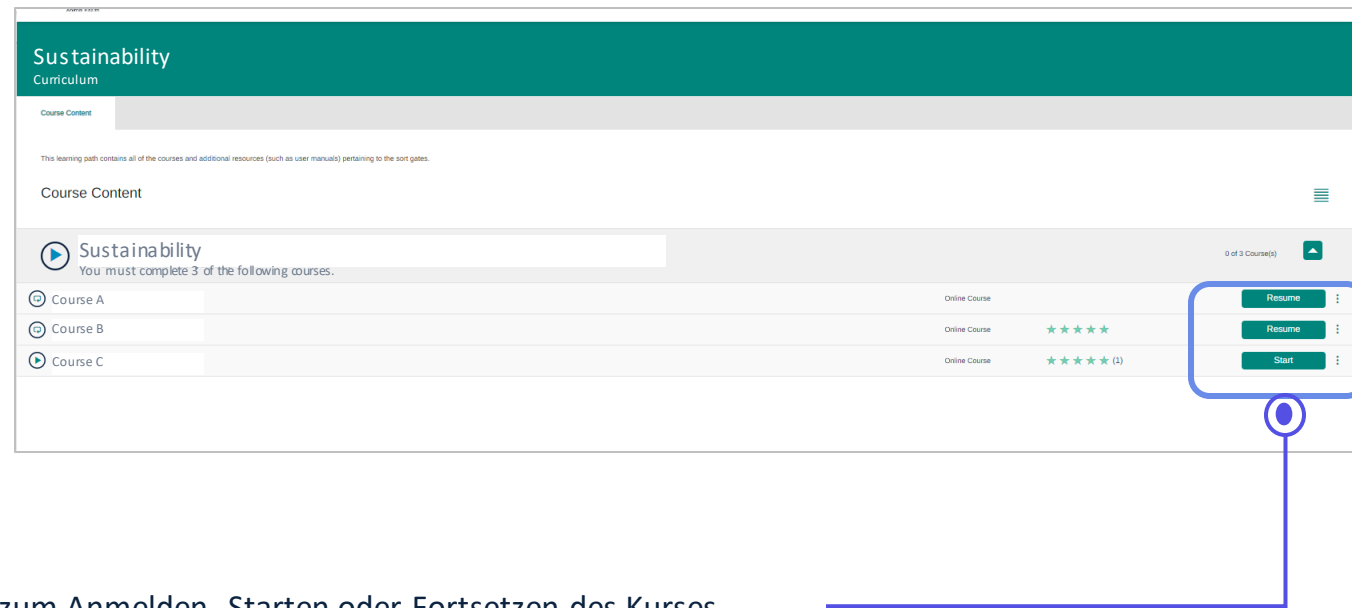 Sustainability
Curriculum
Course Content
This learning path contains all of the courses and additional resources (such as user manuals) pertaining to the sort gates.
Course Content
Sustainability
You must complete 3 of the following courses.
0 of 3 Course(s)
Course A Online Course Resume
Course B Online Course Resume
Course C Online Course (1) Start
zum Anmelden, Starten oder Fortsetzen des Kurses